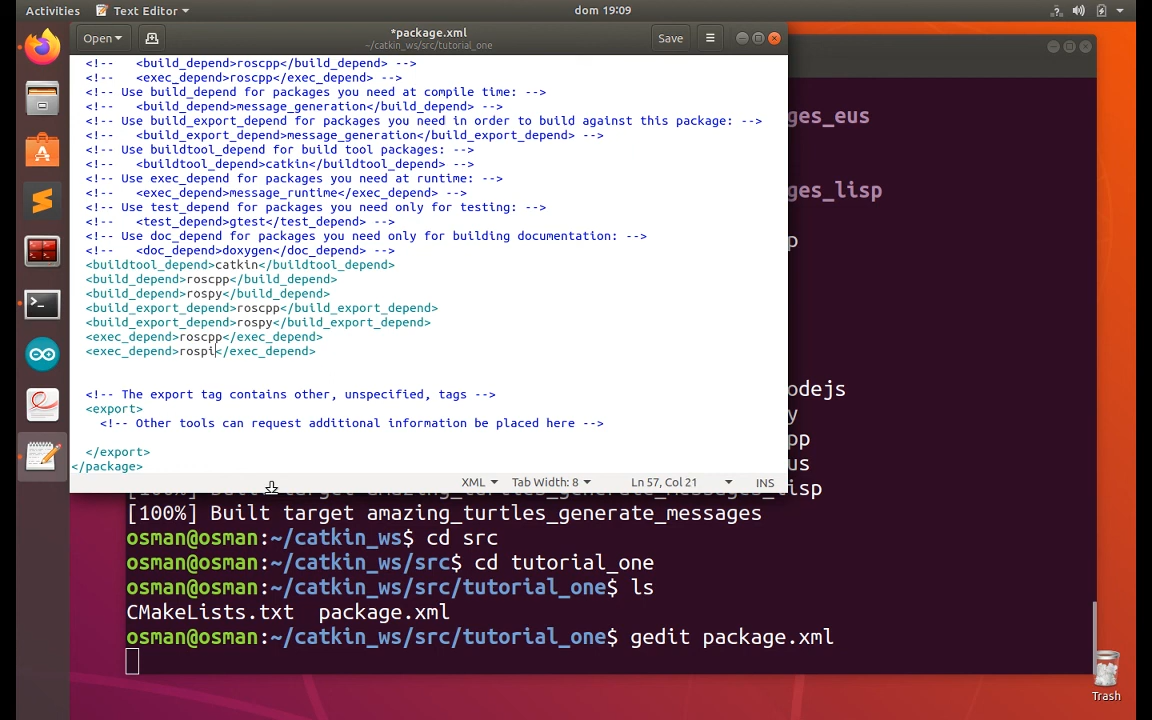 Activities Text Editor dom 19:09
Open *package.xml Save
~/catkin_ws/src/tutorial_one
<!--   <build_depend>roscpp</build_depend> -->
<!--   <exec_depend>roscpp</exec_depend> -->
<!-- Use build_depend for packages you need at compile time: -->
<!--   <build_depend>message_generation</build_depend> -->
<!-- Use build_export_depend for packages you need in order to build against this package: -->
<!--   <build_export_depend>message_generation</build_export_depend> -->
<!-- Use buildtool_depend for build tool packages: -->
<!--   <buildtool_depend>catkin</buildtool_depend> -->
<!-- Use exec_depend for packages you need at runtime: -->
<!--   <exec_depend>message_runtime</exec_depend> -->
<!-- Use test_depend for packages you need only for testing: -->
<!--   <test_depend>gtest</test_depend> -->
<!-- Use doc_depend for packages you need only for building documentation: -->
<!--   <doc_depend>doxygen</doc_depend> -->
<buildtool_depend>catkin</buildtool_depend>
<build_depend>roscpp</build_depend>
<build_depend>rospy</build_depend>
<build_export_depend>roscpp</build_export_depend>
<build_export_depend>rospy</build_export_depend>
<exec_depend>roscpp</exec_depend>
<exec_depend>rospi</exec_depend>
<!-- The export tag contains other, unspecified, tags -->
<export>
<!-- Other tools can request additional information be placed here -->
</export>
</package>
XML Tab Width: 8 Ln 57, Col 21 INS
ges_eus
ges_lisp
p
odejs
y
pp
us
lisp
[100%] Built target amazing_turtles_generate_messages
osman@osman:~/catkin_ws$ cd src
osman@osman:~/catkin_ws/src$ cd tutorial_one
osman@osman:~/catkin_ws/src/tutorial_one$ ls
CMakeLists.txt  package.xml
osman@osman:~/catkin_ws/src/tutorial_one$ gedit package.xml
Trash